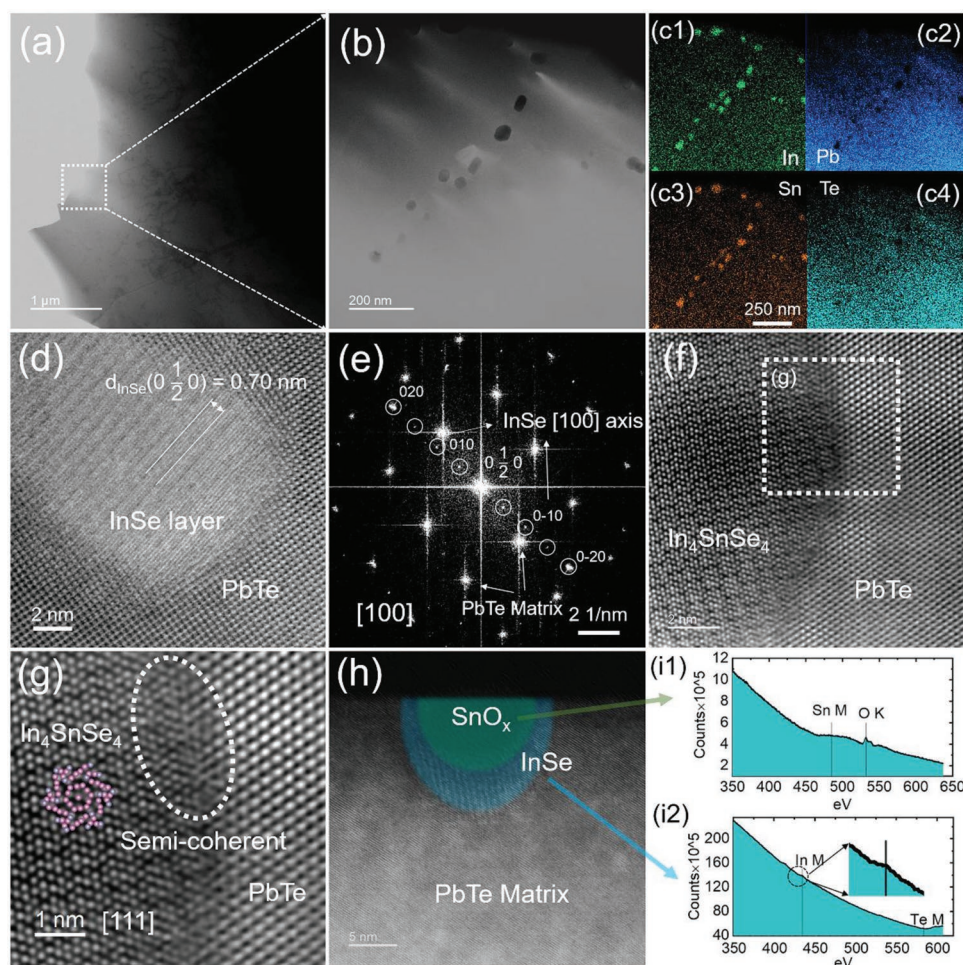 (a)
1 µm
(b)
200 nm
(c1)
In
(c2)
Pb
(c3)
Sn
250 nm
Te
(c4)
(d)
d_InSe(0 1/2 0) = 0.70 nm
InSe layer
PbTe
2 nm
(e)
020
InSe [100] axis
010
0 1/2 0
0-10
0-20
PbTe Matrix
[100]
2 1/nm
(f)
(g)
In₄SnSe₄
PbTe
2 nm
(g)
In₄SnSe₄
Semi-coherent
PbTe
1 nm
[111]
(h)
SnOₓ
InSe
PbTe Matrix
5 nm
(i1)
Counts×10^5
12
10
8
6
4
2
Sn M
O K
350 400 450 500 550 600
eV
(i2)
Counts×10^5
200
160
120
80
40
In M
Te M
350 400 450 500 550 600
eV